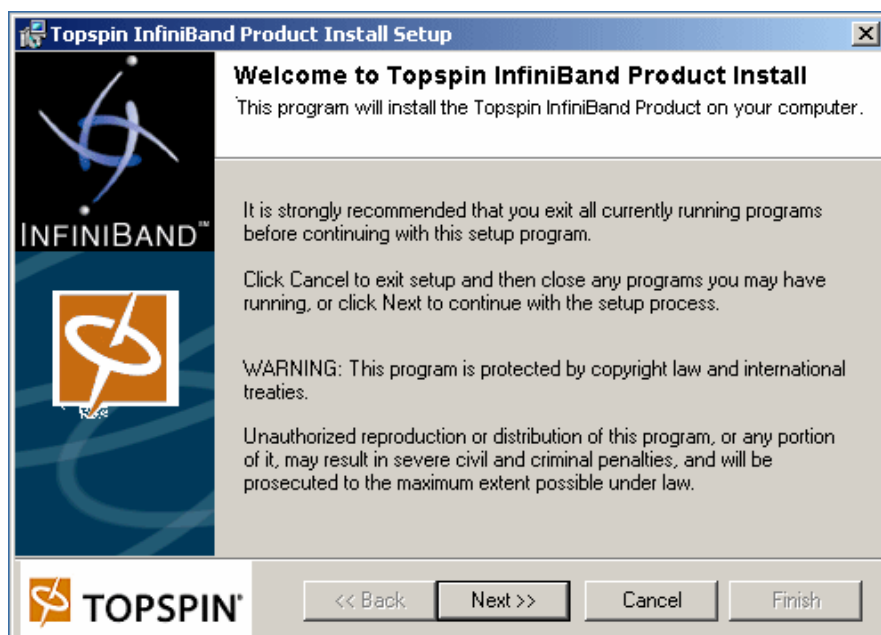 Topspin InfiniBand Product Install Setup
Welcome to Topspin InfiniBand Product Install
This program will install the Topspin InfiniBand Product on your computer.
INFINIBAND™
It is strongly recommended that you exit all currently running programs
before continuing with this setup program.
Click Cancel to exit setup and then close any programs you may have
running, or click Next to continue with the setup process.
WARNING: This program is protected by copyright law and international
treaties.
Unauthorized reproduction or distribution of this program, or any portion
of it, may result in severe civil and criminal penalties, and will be
prosecuted to the maximum extent possible under law.
TOPSPIN
<< Back
Next >>
Cancel
Finish